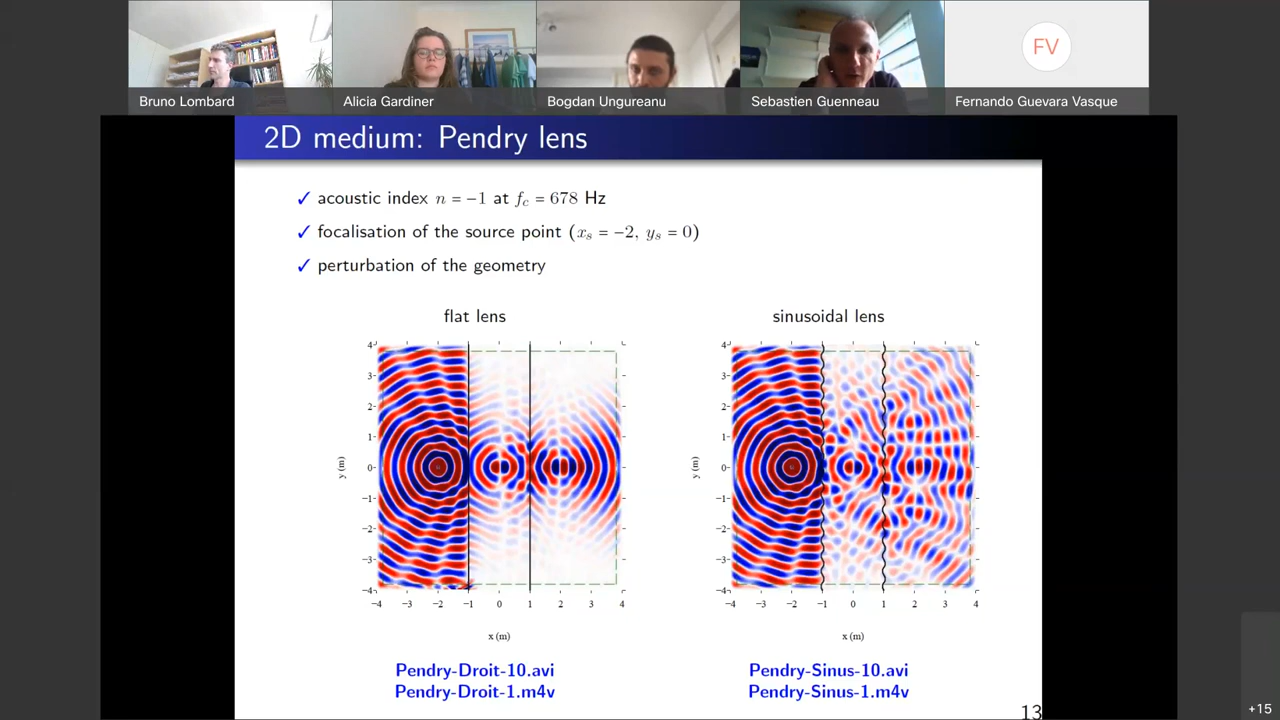 FV
Bruno Lombard
Alicia Gardiner
Bogdan Ungureanu
Sebastien Guenneau
Fernando Guevara Vasque
2D medium: Pendry lens
✓ acoustic index n = −1 at fc = 678 Hz
✓ focalisation of the source point (xs = −2, ys = 0)
✓ perturbation of the geometry
flat lens
sinusoidal lens
4
3
2
1
0
−1
−2
−3
−4
y (m)
−4 −3 −2 −1 0 1 2 3 4
x (m)
4
3
2
1
0
−1
−2
−3
−4
y (m)
−4 −3 −2 −1 0 1 2 3 4
x (m)
Pendry-Droit-10.avi
Pendry-Droit-1.m4v
Pendry-Sinus-10.avi
Pendry-Sinus-1.m4v
13
+15